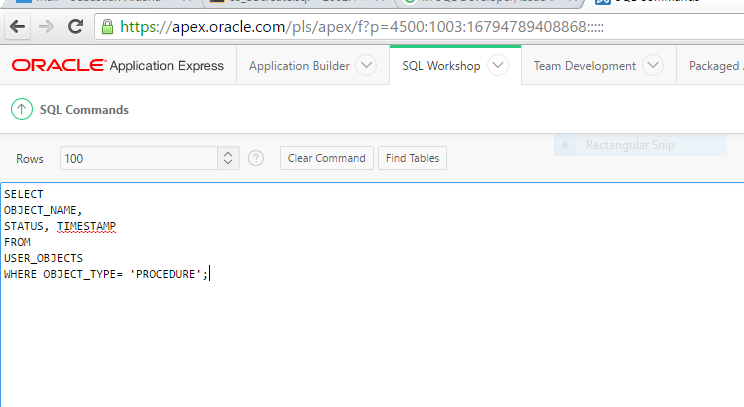 https://apex.oracle.com/pls/apex/f?p=4500:1003:16794789408868:::::
ORACLE Application Express Application Builder SQL Workshop Team Development Packaged
SQL Commands
Rows 100 ? Clear Command Find Tables Rectangular Snip
SELECT
OBJECT_NAME,
STATUS, TIMESTAMP
FROM
USER_OBJECTS
WHERE OBJECT_TYPE= 'PROCEDURE';